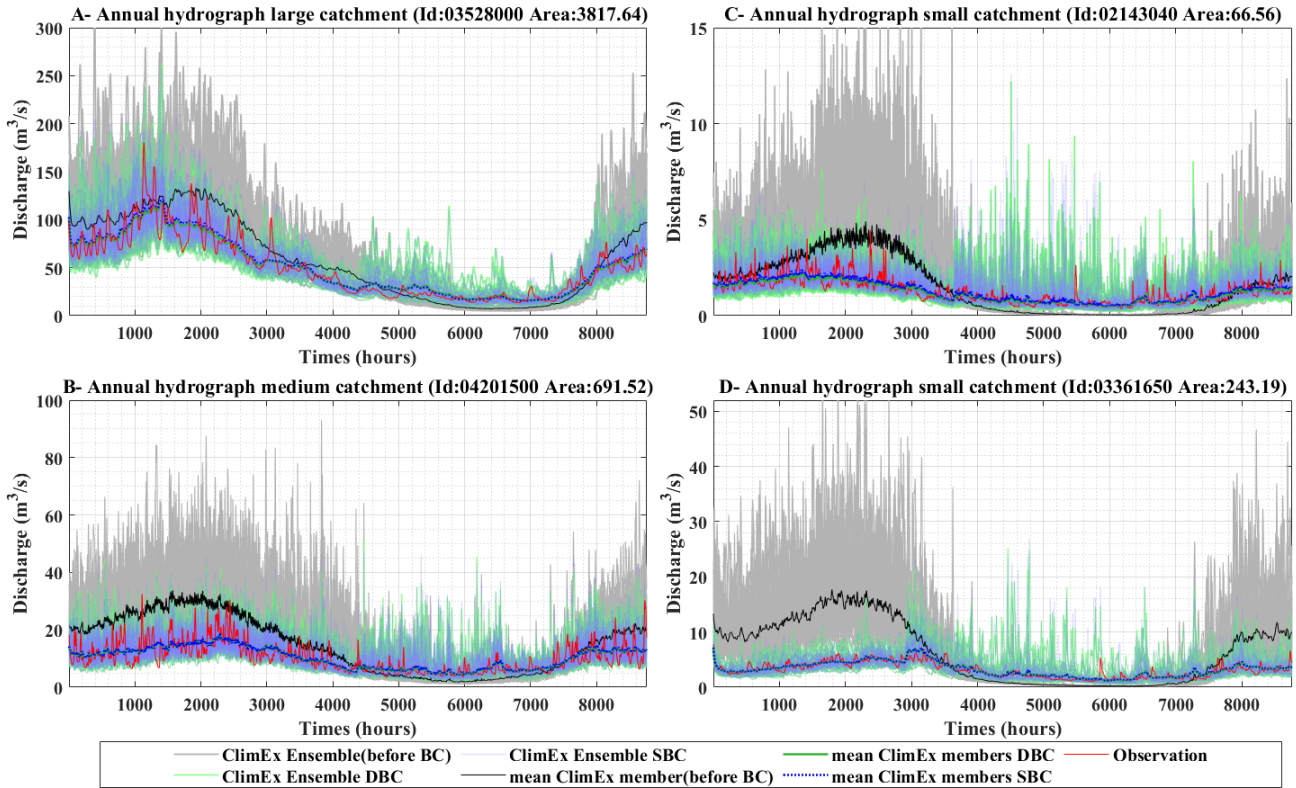 A- Annual hydrograph large catchment (Id:03528000 Area:3817.64)
300
250
200
150
100
50
0
Discharge (m³/s)
1000 2000 3000 4000 5000 6000 7000 8000
Times (hours)
C- Annual hydrograph small catchment (Id:02143040 Area:66.56)
15
10
5
0
Discharge (m³/s)
1000 2000 3000 4000 5000 6000 7000 8000
Times (hours)
B- Annual hydrograph medium catchment (Id:04201500 Area:691.52)
100
80
60
40
20
0
Discharge (m³/s)
1000 2000 3000 4000 5000 6000 7000 8000
Times (hours)
D- Annual hydrograph small catchment (Id:03361650 Area:243.19)
50
40
30
20
10
0
Discharge (m³/s)
1000 2000 3000 4000 5000 6000 7000 8000
Times (hours)
ClimEx Ensemble(before BC) ClimEx Ensemble SBC mean ClimEx members DBC Observation
ClimEx Ensemble DBC mean ClimEx member(before BC) mean ClimEx members SBC